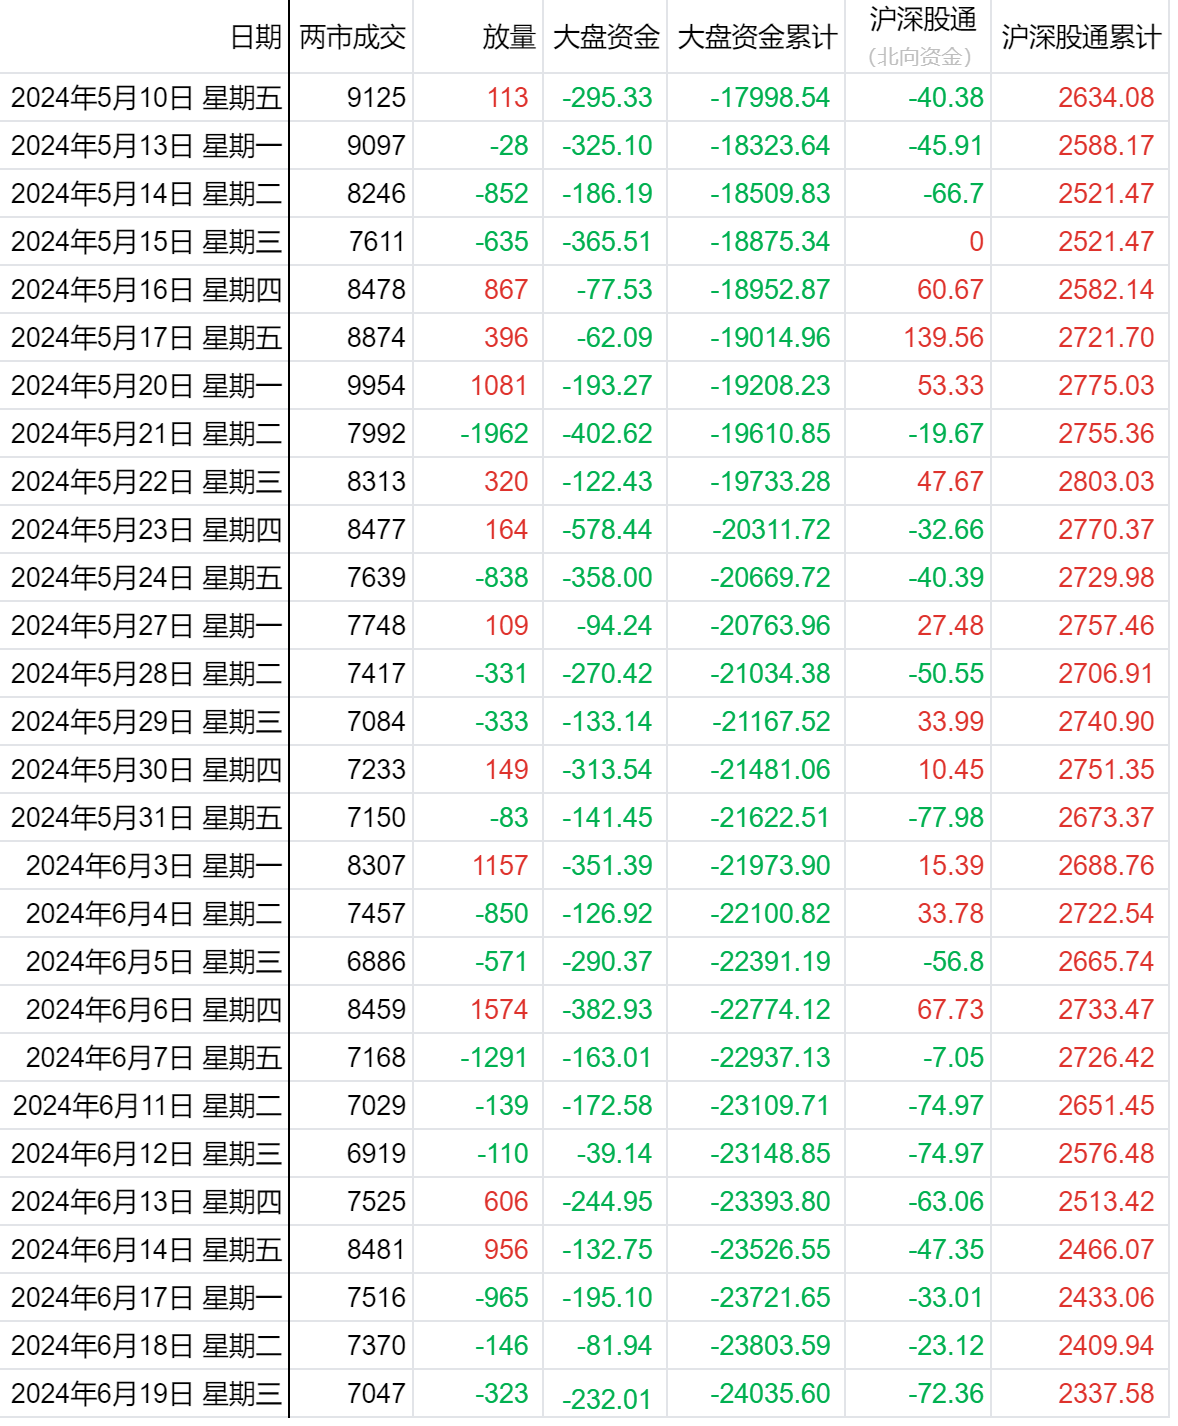 日期 两市成交 放量 大盘资金 大盘资金累计 沪深股通 (北向资金) 沪深股通累计
2024年5月10日 星期五 9125 113 -295.33 -17998.54 -40.38 2634.08
2024年5月13日 星期一 9097 -28 -325.10 -18323.64 -45.91 2588.17
2024年5月14日 星期二 8246 -852 -186.19 -18509.83 -66.7 2521.47
2024年5月15日 星期三 7611 -635 -365.51 -18875.34 0 2521.47
2024年5月16日 星期四 8478 867 -77.53 -18952.87 60.67 2582.14
2024年5月17日 星期五 8874 396 -62.09 -19014.96 139.56 2721.70
2024年5月20日 星期一 9954 1081 -193.27 -19208.23 53.33 2775.03
2024年5月21日 星期二 7992 -1962 -402.62 -19610.85 -19.67 2755.36
2024年5月22日 星期三 8313 320 -122.43 -19733.28 47.67 2803.03
2024年5月23日 星期四 8477 164 -578.44 -20311.72 -32.66 2770.37
2024年5月24日 星期五 7639 -838 -358.00 -20669.72 -40.39 2729.98
2024年5月27日 星期一 7748 109 -94.24 -20763.96 27.48 2757.46
2024年5月28日 星期二 7417 -331 -270.42 -21034.38 -50.55 2706.91
2024年5月29日 星期三 7084 -333 -133.14 -21167.52 33.99 2740.90
2024年5月30日 星期四 7233 149 -313.54 -21481.06 10.45 2751.35
2024年5月31日 星期五 7150 -83 -141.45 -21622.51 -77.98 2673.37
2024年6月3日 星期一 8307 1157 -351.39 -21973.90 15.39 2688.76
2024年6月4日 星期二 7457 -850 -126.92 -22100.82 33.78 2722.54
2024年6月5日 星期三 6886 -571 -290.37 -22391.19 -56.8 2665.74
2024年6月6日 星期四 8459 1574 -382.93 -22774.12 67.73 2733.47
2024年6月7日 星期五 7168 -1291 -163.01 -22937.13 -7.05 2726.42
2024年6月11日 星期二 7029 -139 -172.58 -23109.71 -74.97 2651.45
2024年6月12日 星期三 6919 -110 -39.14 -23148.85 -74.97 2576.48
2024年6月13日 星期四 7525 606 -244.95 -23393.80 -63.06 2513.42
2024年6月14日 星期五 8481 956 -132.75 -23526.55 -47.35 2466.07
2024年6月17日 星期一 7516 -965 -195.10 -23721.65 -33.01 2433.06
2024年6月18日 星期二 7370 -146 -81.94 -23803.59 -23.12 2409.94
2024年6月19日 星期三 7047 -323 -232.01 -24035.60 -72.36 2337.58